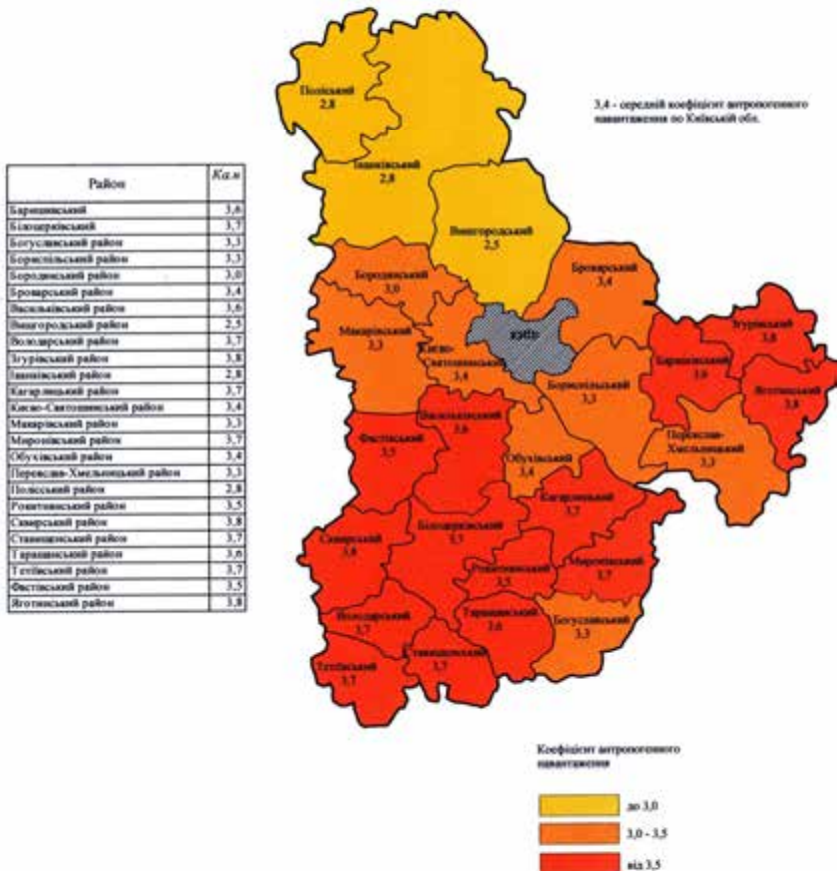 3,4 - середній коефіцієнт антропогенного
навантаження по Київській обл.
Район Ка.н
Баришівський 3,6
Білоцерківський 3,7
Богуславський район 3,3
Бориспільський район 3,3
Бородянський район 3,0
Броварський район 3,4
Васильківський район 3,6
Вишгородський район 2,5
Володарський район 3,7
Згурівський район 3,8
Іванківський район 2,8
Кагарлицький район 3,7
Києво-Святошинський район 3,4
Макарівський район 3,3
Миронівський район 3,7
Обухівський район 3,4
Переяслав-Хмельницький район 3,3
Поліський район 2,8
Рокитнянський район 3,5
Сквирський район 3,8
Ставищенський район 3,7
Таращанський район 3,6
Тетіївський район 3,7
Фастівський район 3,5
Яготинський район 3,8
Поліський
2,8
Іванківський
2,8
Вишгородський
2,5
Бородянський
3,0
Броварський
3,4
Макарівський
3,3
Києво-
Святошинський
3,4
КИЇВ
Згурівський
3,8
Баришівський
Яготинський
3,8
Бориспільський
3,3
Переяслав-
Хмельницький
3,3
Васильківський
3,6
Фастівський
3,5
Обухівський
3,4
Кагарлицький
3,7
Сквирський
3,8
Білоцерківський
3,7
Рокитнянський
3,5
Миронівський
3,7
Володарський
3,7
Таращанський
3,6
Богуславський
3,3
Тетіївський
3,7
Ставищенський
3,7
Коефіцієнт антропогенного
навантаження
до 3,0
3,0 - 3,5
від 3,5